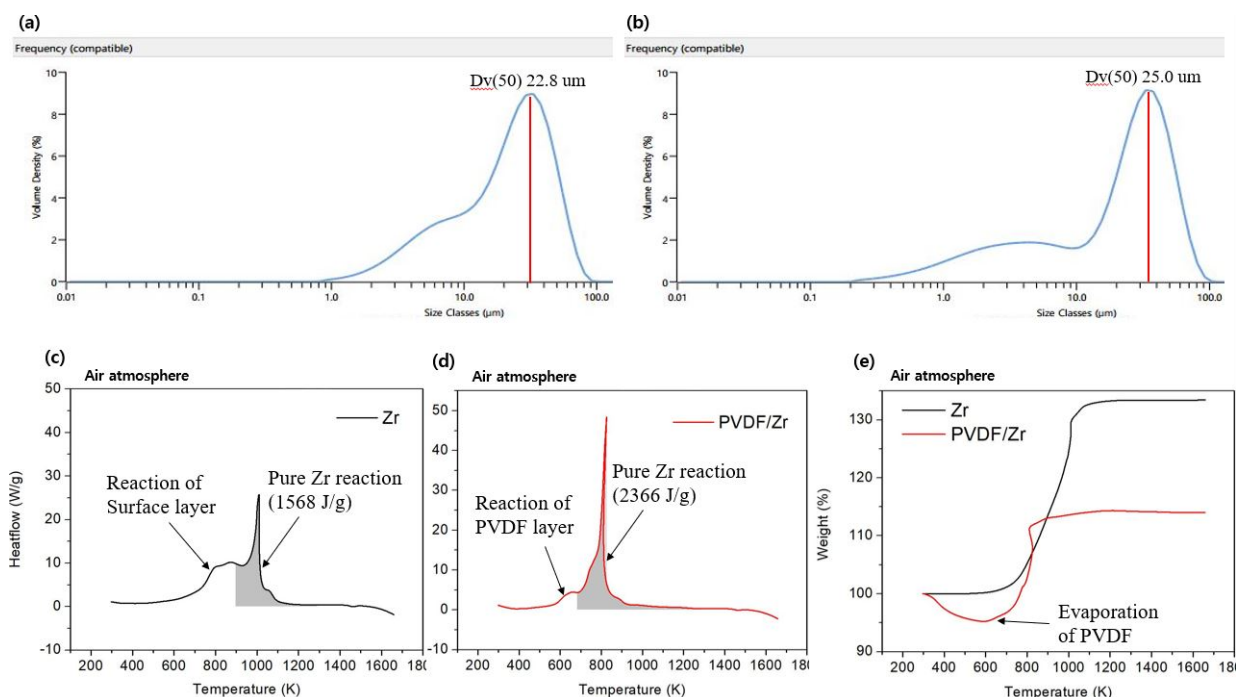 (a)
Frequency (compatible)
Dv(50) 22.8 um
Volume Density (%)
10
8
6
4
2
0
0.01 0.1 1.0 10.0 100.0
Size Classes (μm)
(b)
Frequency (compatible)
Dv(50) 25.0 um
Volume Density (%)
10
8
6
4
2
0
0.01 0.1 1.0 10.0 100.0
Size Classes (μm)
(c)
Air atmosphere
Zr
Reaction of
Surface layer
Pure Zr reaction
(1568 J/g)
Heatflow (W/g)
50
40
30
20
10
0
-10
200 400 600 800 1000 1200 1400 1600 180
Temperature (K)
(d)
Air atmosphere
PVDF/Zr
Reaction of
PVDF layer
Pure Zr reaction
(2366 J/g)
50
40
30
20
10
0
-10
200 400 600 800 1000 1200 1400 1600 180
Temperature (K)
(e)
Air atmosphere
Zr
PVDF/Zr
Evaporation
of PVDF
Weight (%)
130
120
110
100
90
200 400 600 800 1000 1200 1400 1600 180
Temperature (K)